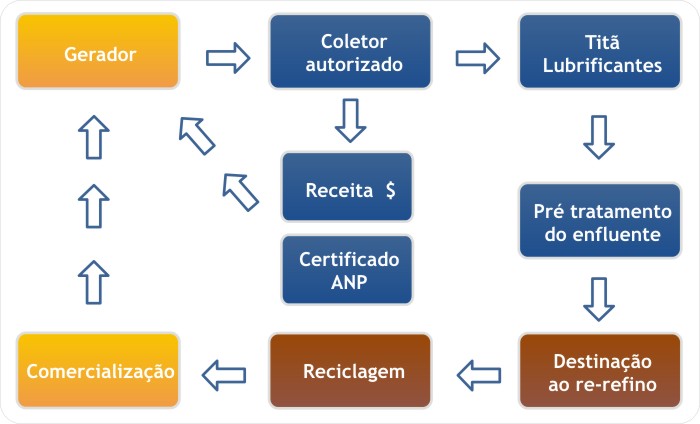 Gerador
Coletor
autorizado
Titã
Lubrificantes
Receita $
Pré tratamento
do enfluente
Certificado
ANP
Comercialização
Reciclagem
Destinação
ao re-refino